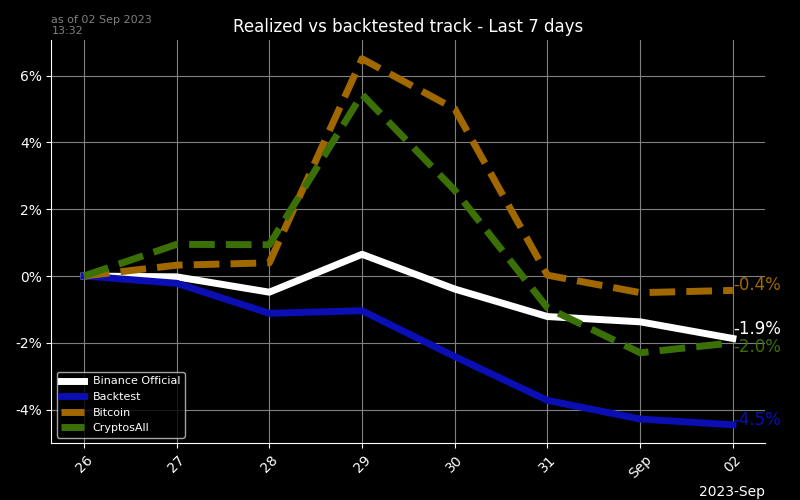 as of 02 Sep 2023
13:32
Realized vs backtested track - Last 7 days
6%
4%
2%
0%
-2%
-4%
-0.4%
-1.9%
-2.0%
-4.5%
Binance Official
Backtest
Bitcoin
CryptosAll
26
27
28
29
30
31
Sep
02
2023-Sep